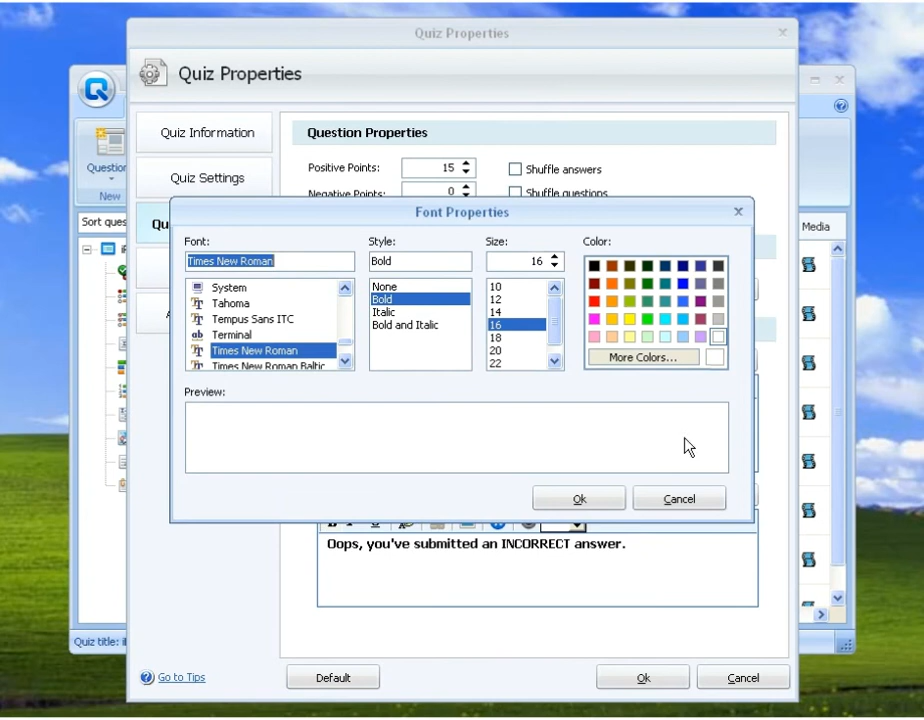 Quiz Properties
Quiz Properties
Quiz Information
Question Properties
Question
Positive Points:
15
Shuffle answers
New
Quiz Settings
Negative Points:
0
Shuffle questions
Sort ques
Qu
Font Properties
Media
Font:
Style:
Size:
Color:
Times New Roman
Bold
16
System
Tahoma
Tempus Sans ITC
Terminal
Times New Roman
Times New Roman Baltic
None
Bold
Italic
Bold and Italic
10
12
14
16
18
20
22
More Colors...
Preview:
Ok
Cancel
Oops, you've submitted an INCORRECT answer.
Quiz title:
Go to Tips
Default
Ok
Cancel